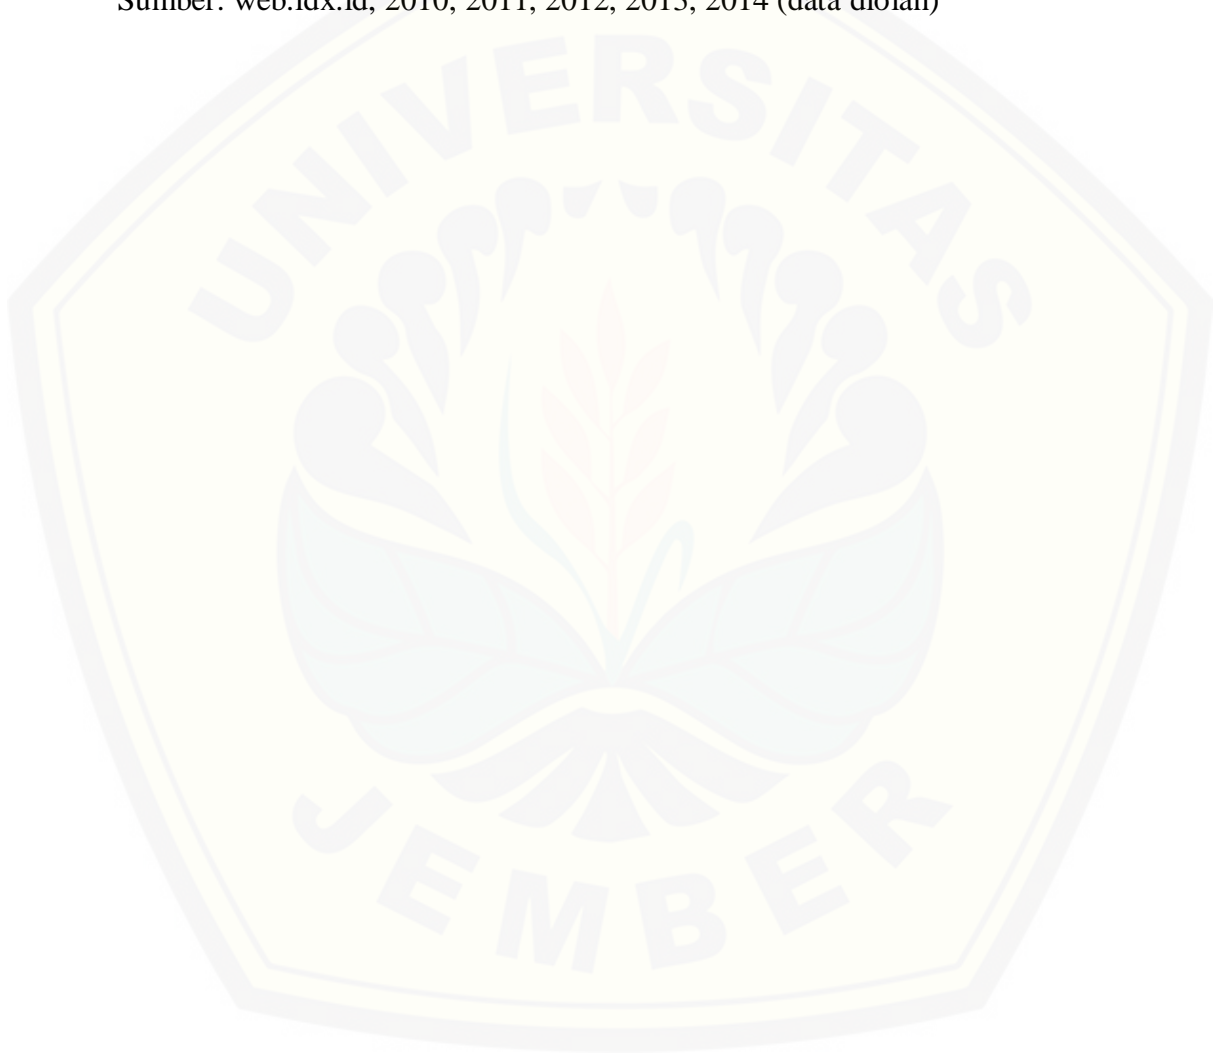 Sumber: web.idx.id, 2010, 2011, 2012, 2013, 2014 (data diolah)
UNIVERSITAS
JEMBER